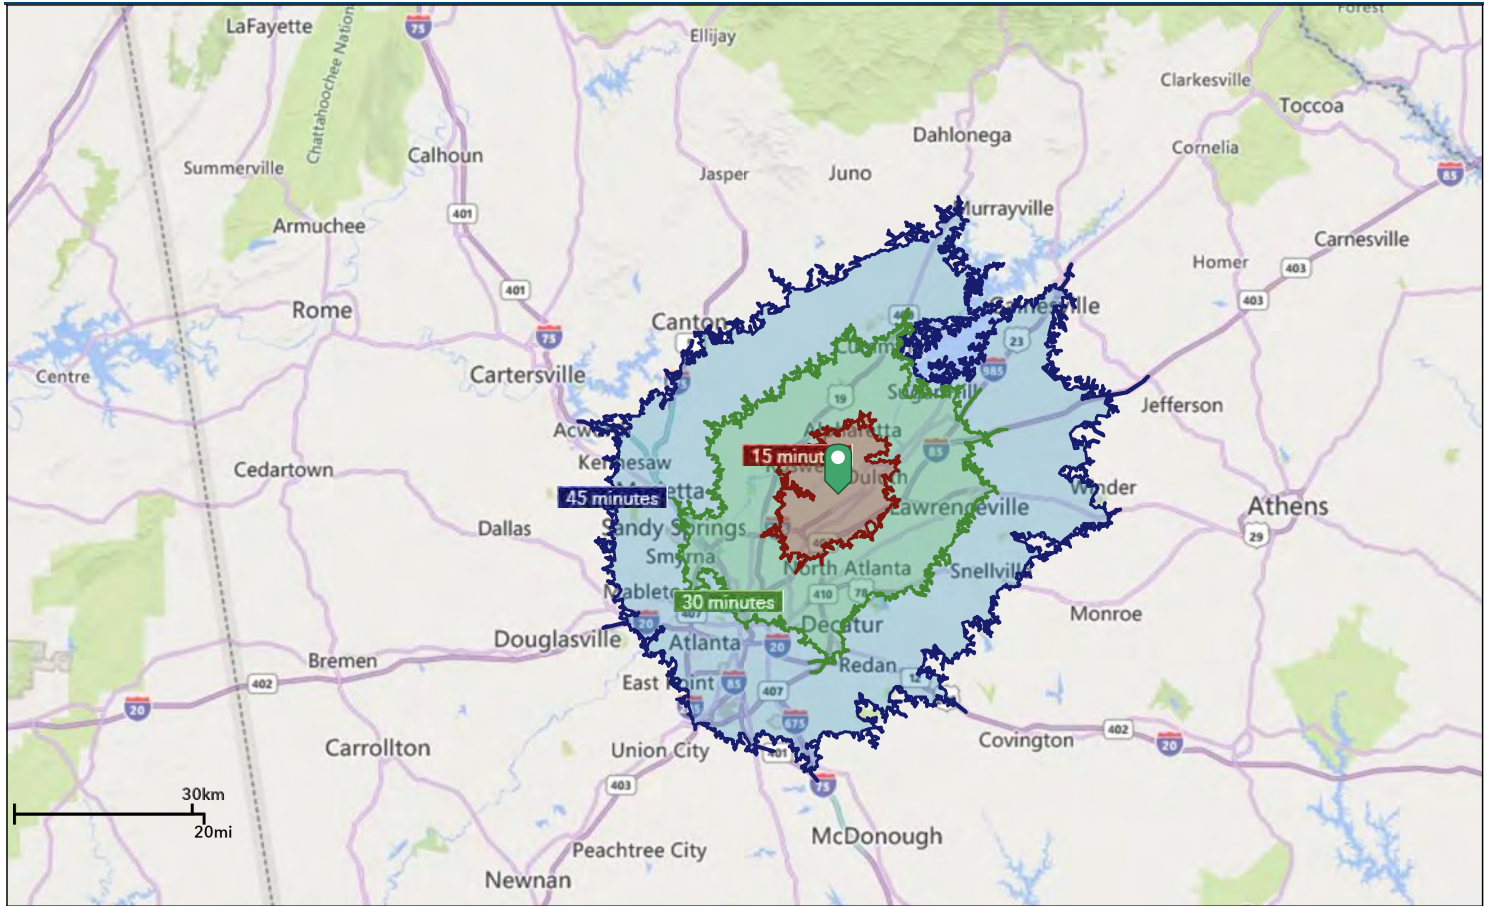 Forest
LaFayette
75
Ellijay
Chattahoochee Nation
Clarkesville
Toccoa
Dahlonega
Cornelia
Calhoun
Summerville
Jasper
Juno
85
401
Murrayville
Armuchee
Carnesville
Homer
403
401
403
Rome
Canton
75
23
Centre
Cartersville
985
19
Jefferson
85
15 minut
Kennesaw
Duluth
Cedartown
45 minutes
Winder
Athens
Lawrenceville
Dallas
Sandy Springs
29
Smyrna
North Atlanta
Snellville
410
78
30 minutes
407
Monroe
20
Decatur
Douglasville
Atlanta
20
Bremen
Redan
402
East Point
85
407
12
20
675
402
Carrollton
Union City
Covington
20
403
75
30km
20mi
McDonough
Peachtree City
Newnan